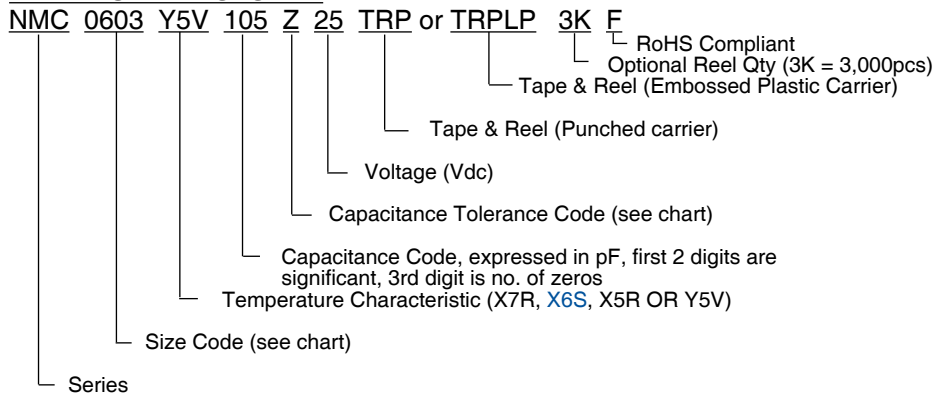 NMC 0603 Y5V 105 Z 25 TRP or TRPLP 3K F
RoHS Compliant
Optional Reel Qty (3K = 3,000pcs)
Tape & Reel (Embossed Plastic Carrier)
Tape & Reel (Punched carrier)
Voltage (Vdc)
Capacitance Tolerance Code (see chart)
Capacitance Code, expressed in pF, first 2 digits are
significant, 3rd digit is no. of zeros
Temperature Characteristic (X7R, X6S, X5R OR Y5V)
Size Code (see chart)
Series